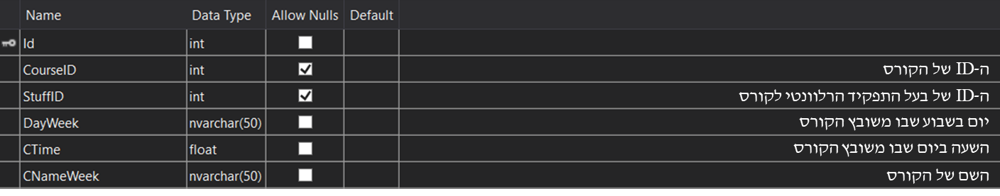 Name Data Type Allow Nulls Default
Id int
CourseID int ה-ID של הקורס
StuffID int ה-ID של בעל התפקיד הרלוונטי לקורס
DayWeek nvarchar(50) יום בשבוע שבו משובץ הקורס
CTime float השעה ביום שבו משובץ הקורס
CNameWeek nvarchar(50) השם של הקורס